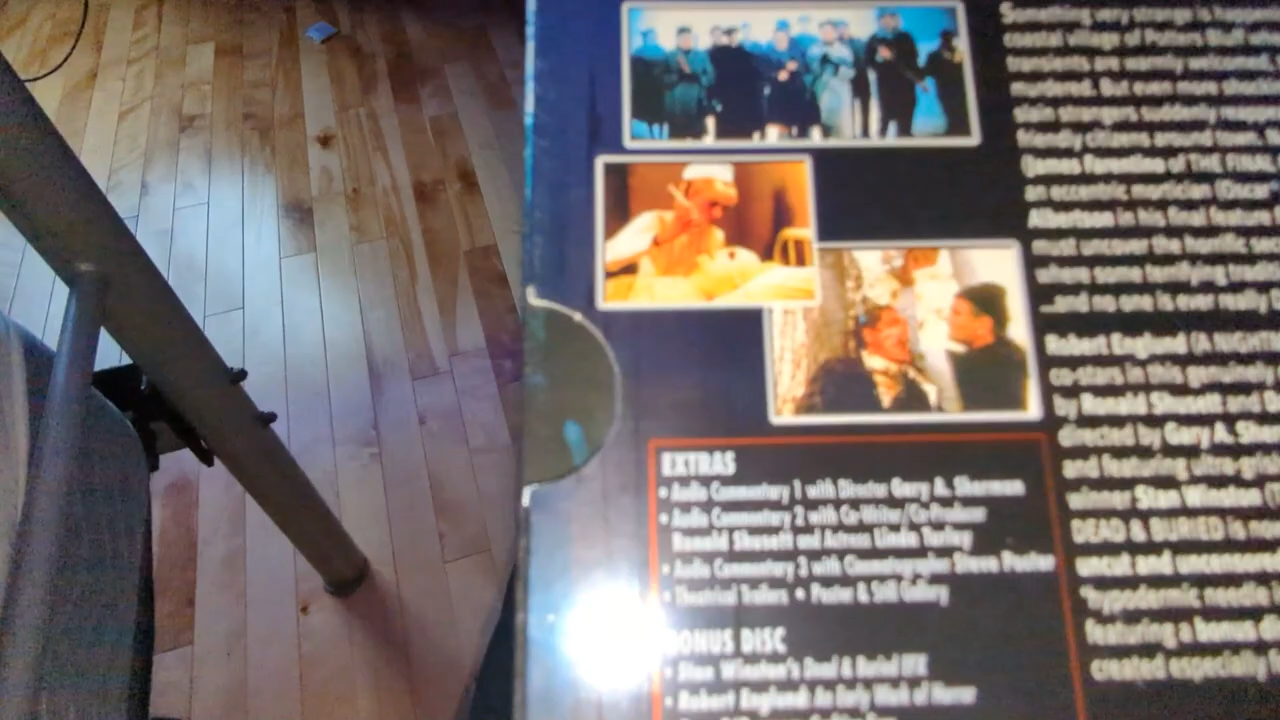 Something very strange is happen
coastal village of Potters Bluff
transients are warmly welcomed,
murdered. But even more
slain strangers suddenly
friendly citizens around town.
(James Farentino of THE FINAL
an eccentric mortician (Oscar
Albertson in his final feature
must uncover the horrific sec
when some terrifying
...and no one is ever really
Robert Englund (A NIGHTM
co-stars in this genuinely
by Ronald Shusett and D
directed by Gary A. She
and featuring ultra-gris
winner Stan Winston (
DEAD & BURIED is now
uncut and uncensored
"hypodermic needle
featuring a bonus di
created especially f
EXTRAS
• Audio Commentary 1 with Director Gary A. Sherman
• Audio Commentary 2 with Co-Writer/Co-Producer
Ronald Shusett and Actress Linda Turley
• Audio Commentary 3 with Cinematographer Steve Poster
• Theatrical Trailers • Poster & Still Gallery
BONUS DISC
• Stan Winston's Dead & Buried EFX
• Robert Englund: An Early Work of Horror